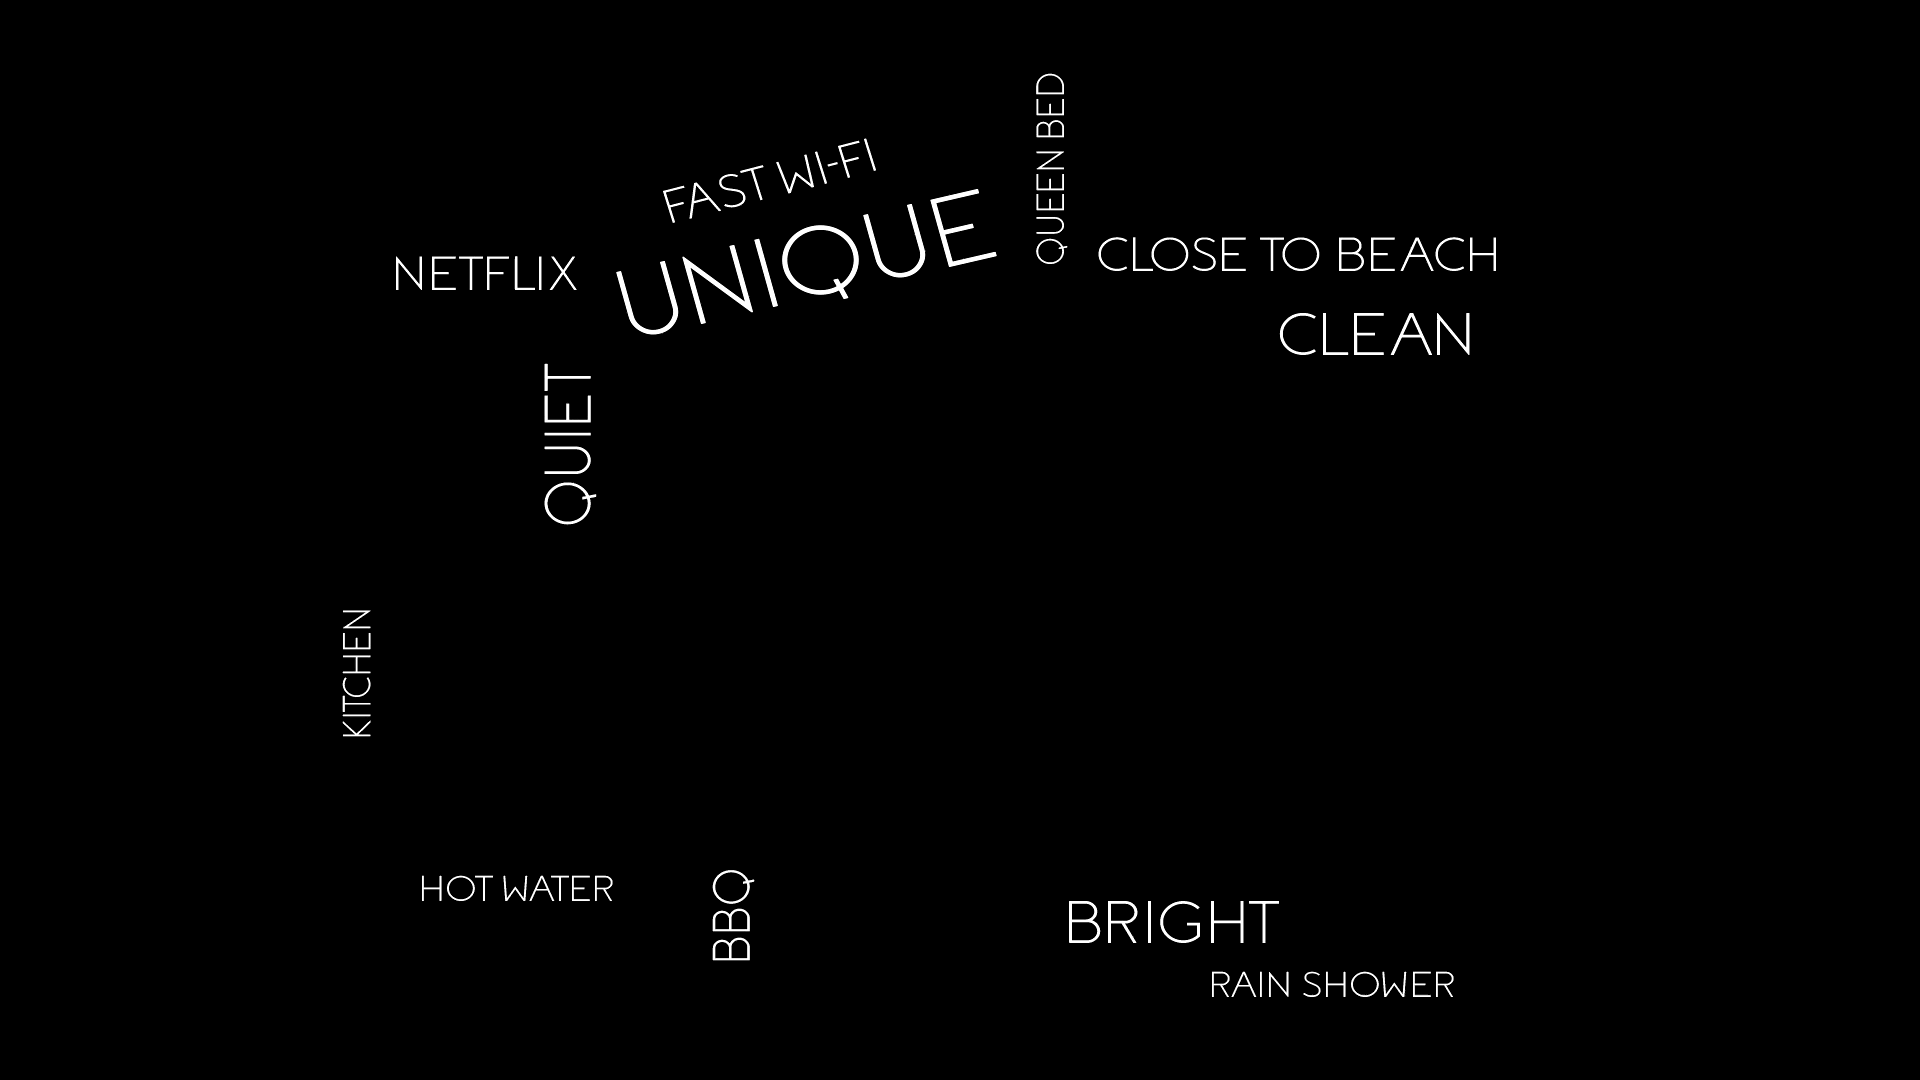 QUEEN BED
FAST WI-FI
UNIQUE
NETFLIX
CLOSE TO BEACH
CLEAN
QUIET
KITCHEN
HOT WATER
BBQ
BRIGHT
RAIN SHOWER